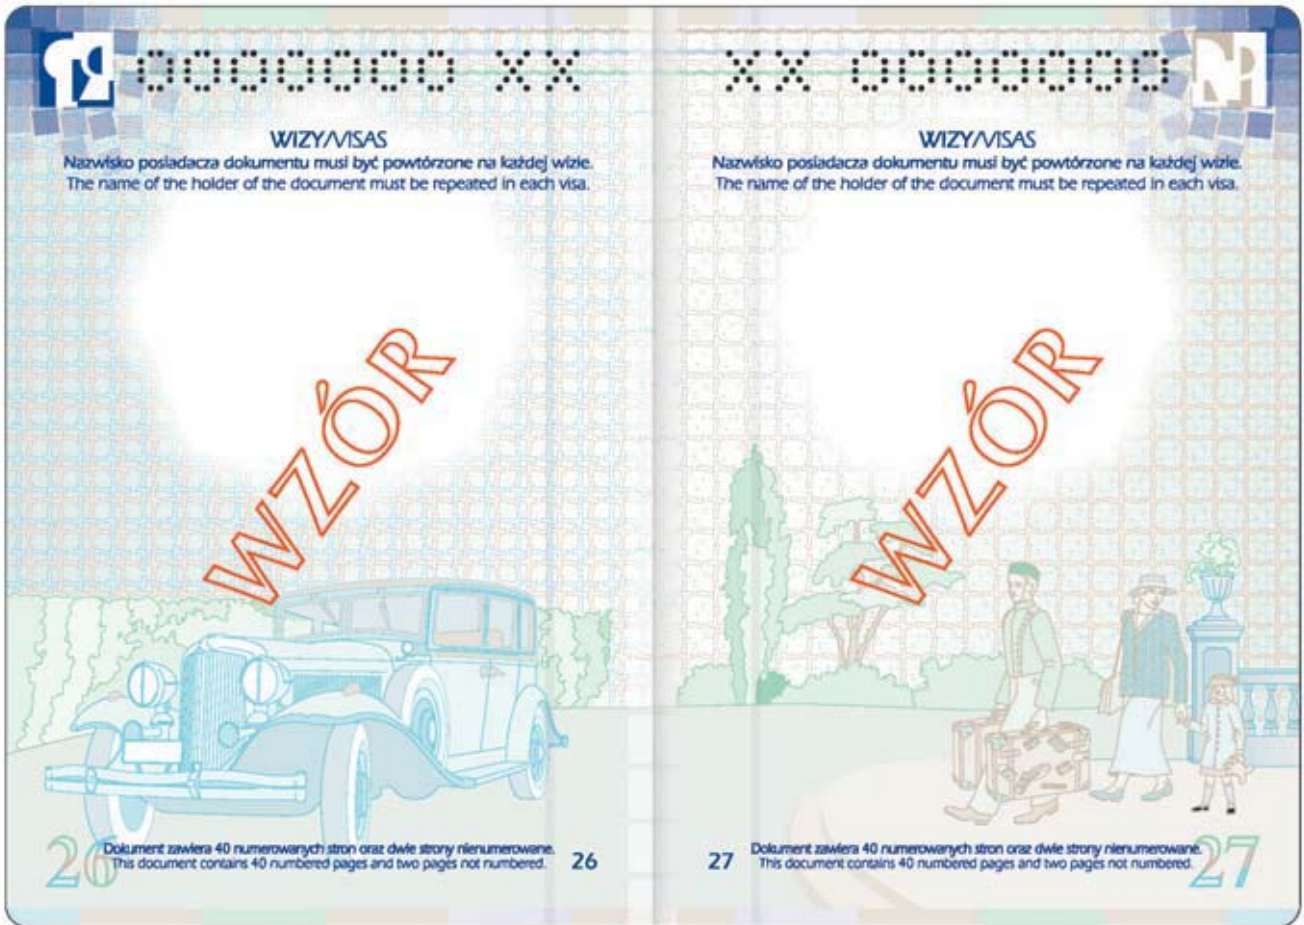 0000000 XX
WIZY/VISAS
Nazwisko posiadacza dokumentu musi być powtórzone na każdej wizie.
The name of the holder of the document must be repeated in each visa.
WZÓR
26
Dokument zawiera 40 numerowanych stron oraz dwie strony nienumerowane.
This document contains 40 numbered pages and two pages not numbered.
26
XX 0000000
WIZY/VISAS
Nazwisko posiadacza dokumentu musi być powtórzone na każdej wizie.
The name of the holder of the document must be repeated in each visa.
WZÓR
27
Dokument zawiera 40 numerowanych stron oraz dwie strony nienumerowane.
This document contains 40 numbered pages and two pages not numbered.
27